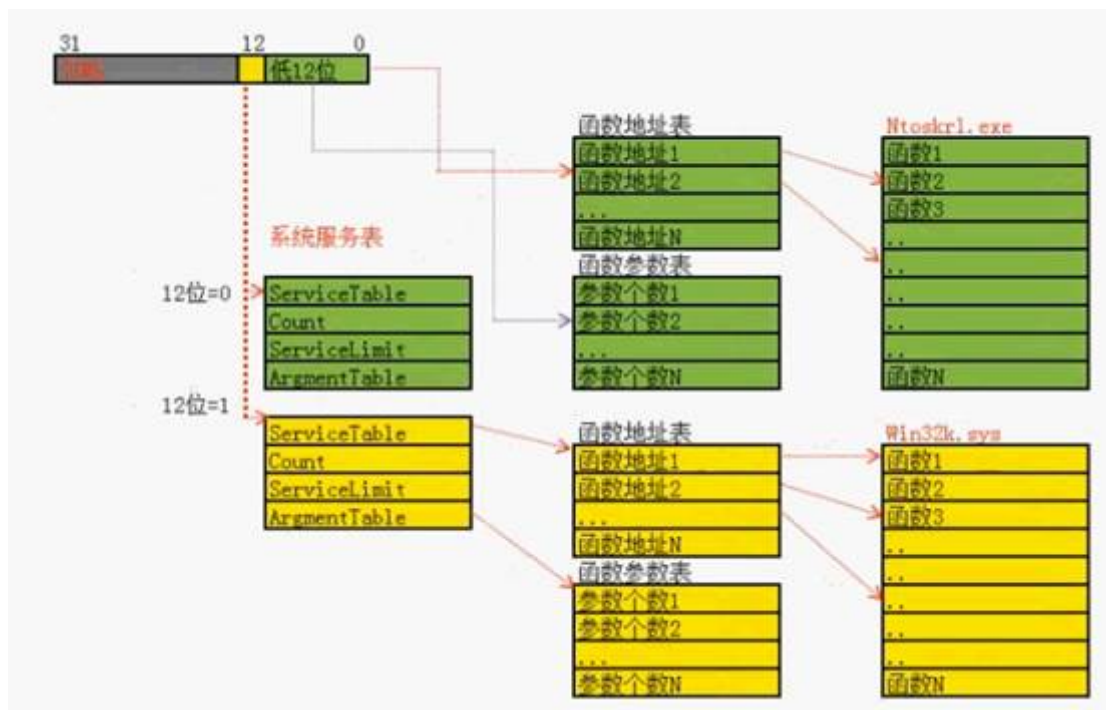 31 12 0
低12位
函数地址表
函数地址1
函数地址2
...
函数地址N
函数参数表
参数个数1
参数个数2
...
参数个数N
Ntoskrl.exe
函数1
函数2
函数3
..
..
..
..
..
函数N
系统服务表
12位=0
ServiceTable
Count
ServiceLimit
ArgmentTable
12位=1
ServiceTable
Count
ServiceLimit
ArgmentTable
函数地址表
函数地址1
函数地址2
...
函数地址N
函数参数表
参数个数1
参数个数2
...
参数个数N
Win32k.sys
函数1
函数2
函数3
..
..
..
..
..
函数N